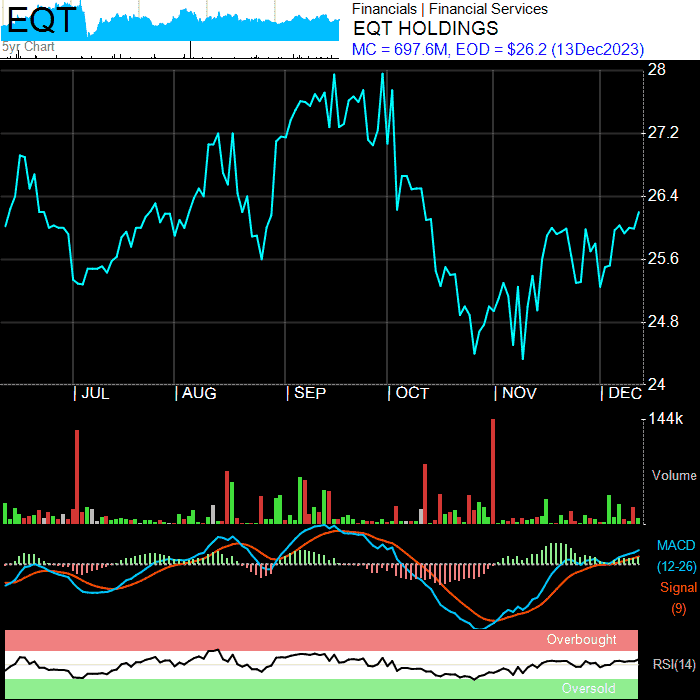 EQT
5yr Chart
Financials | Financial Services
EQT HOLDINGS
MC = 697.6M, EOD = $26.2 (13Dec2023)
28
27.2
26.4
25.6
24.8
24
| JUL | AUG | SEP | OCT | NOV | DEC
144k
Volume
MACD
(12-26)
Signal
(9)
Overbought
RSI(14)
Oversold